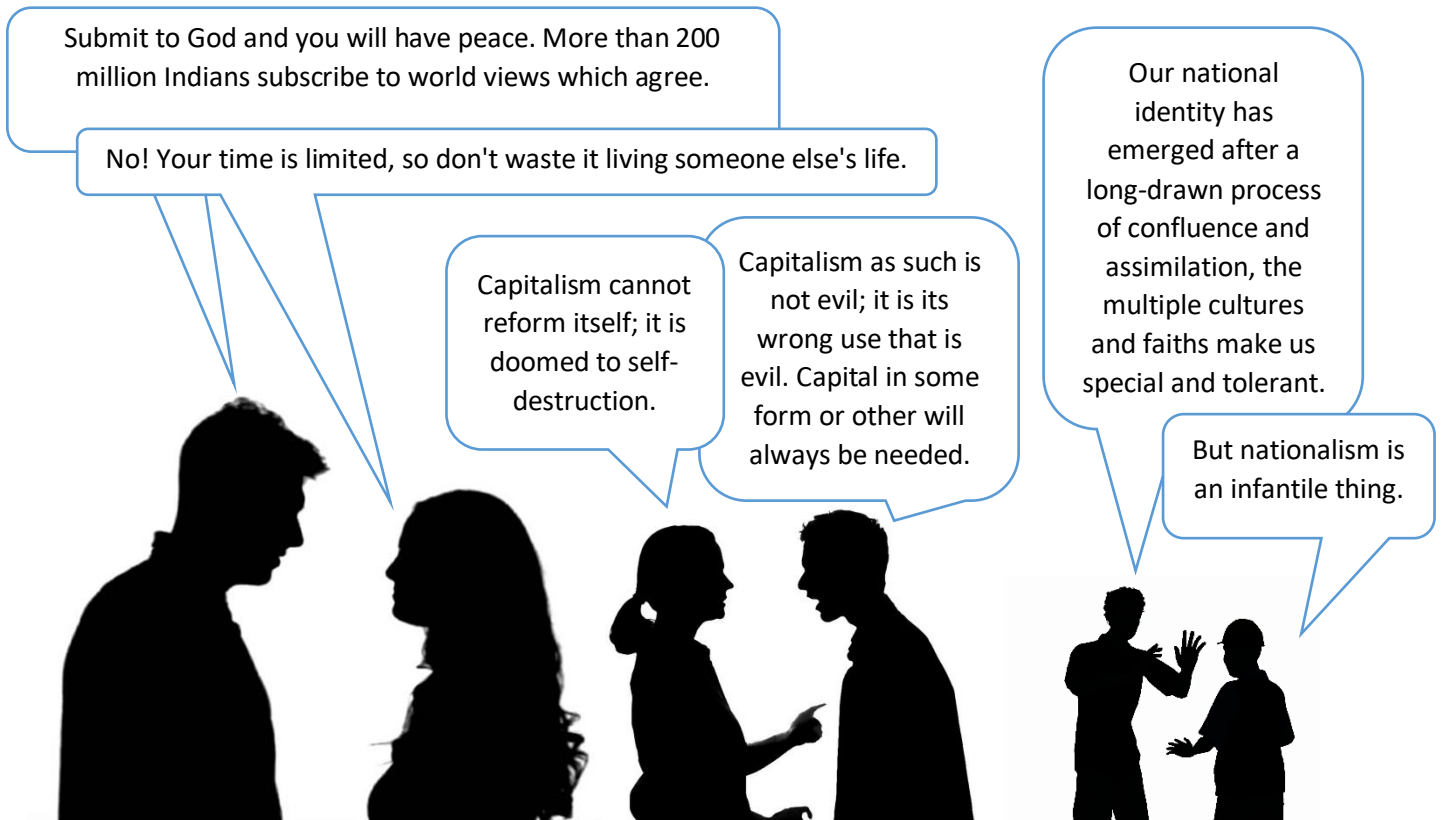 Submit to God and you will have peace. More than 200
million Indians subscribe to world views which agree.
No! Your time is limited, so don't waste it living someone else's life.
Capitalism cannot
reform itself; it is
doomed to self-
destruction.
Capitalism as such is
not evil; it is its
wrong use that is
evil. Capital in some
form or other will
always be needed.
Our national
identity has
emerged after a
long-drawn process
of confluence and
assimilation, the
multiple cultures
and faiths make us
special and tolerant.
But nationalism is
an infantile thing.